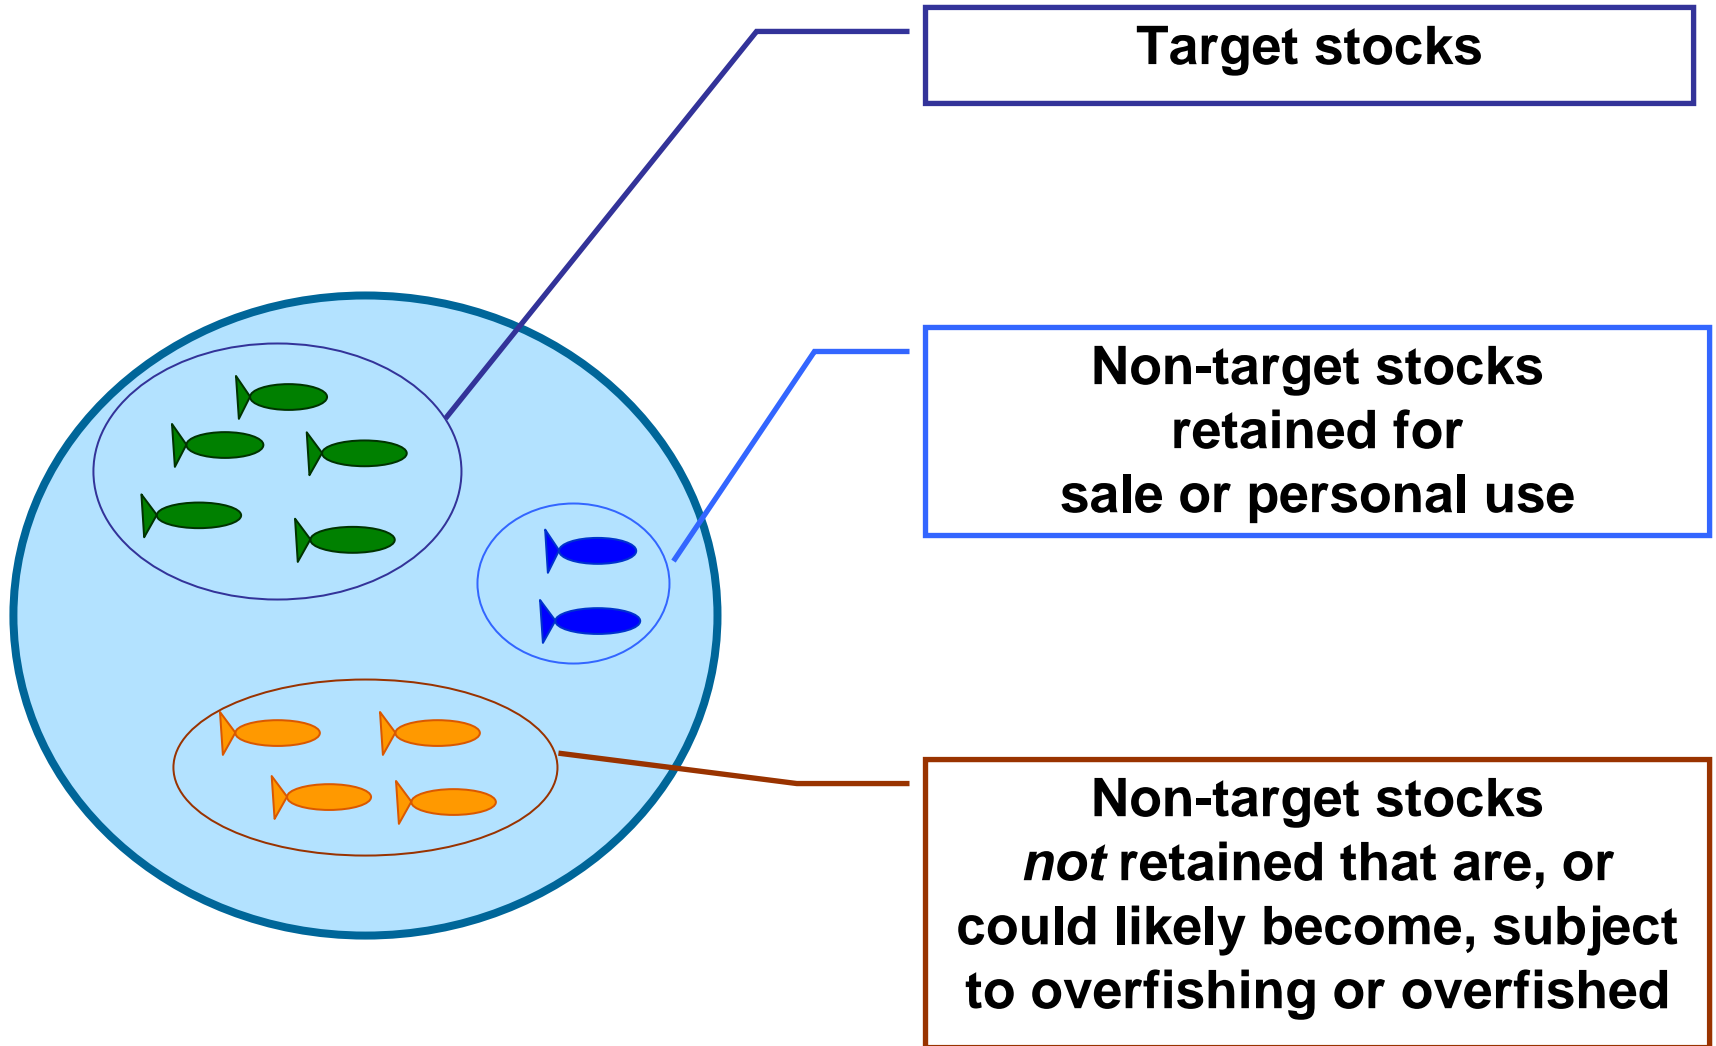 Target stocks
Non-target stocks
retained for
sale or personal use
Non-target stocks
not retained that are, or
could likely become, subject
to overfishing or overfished